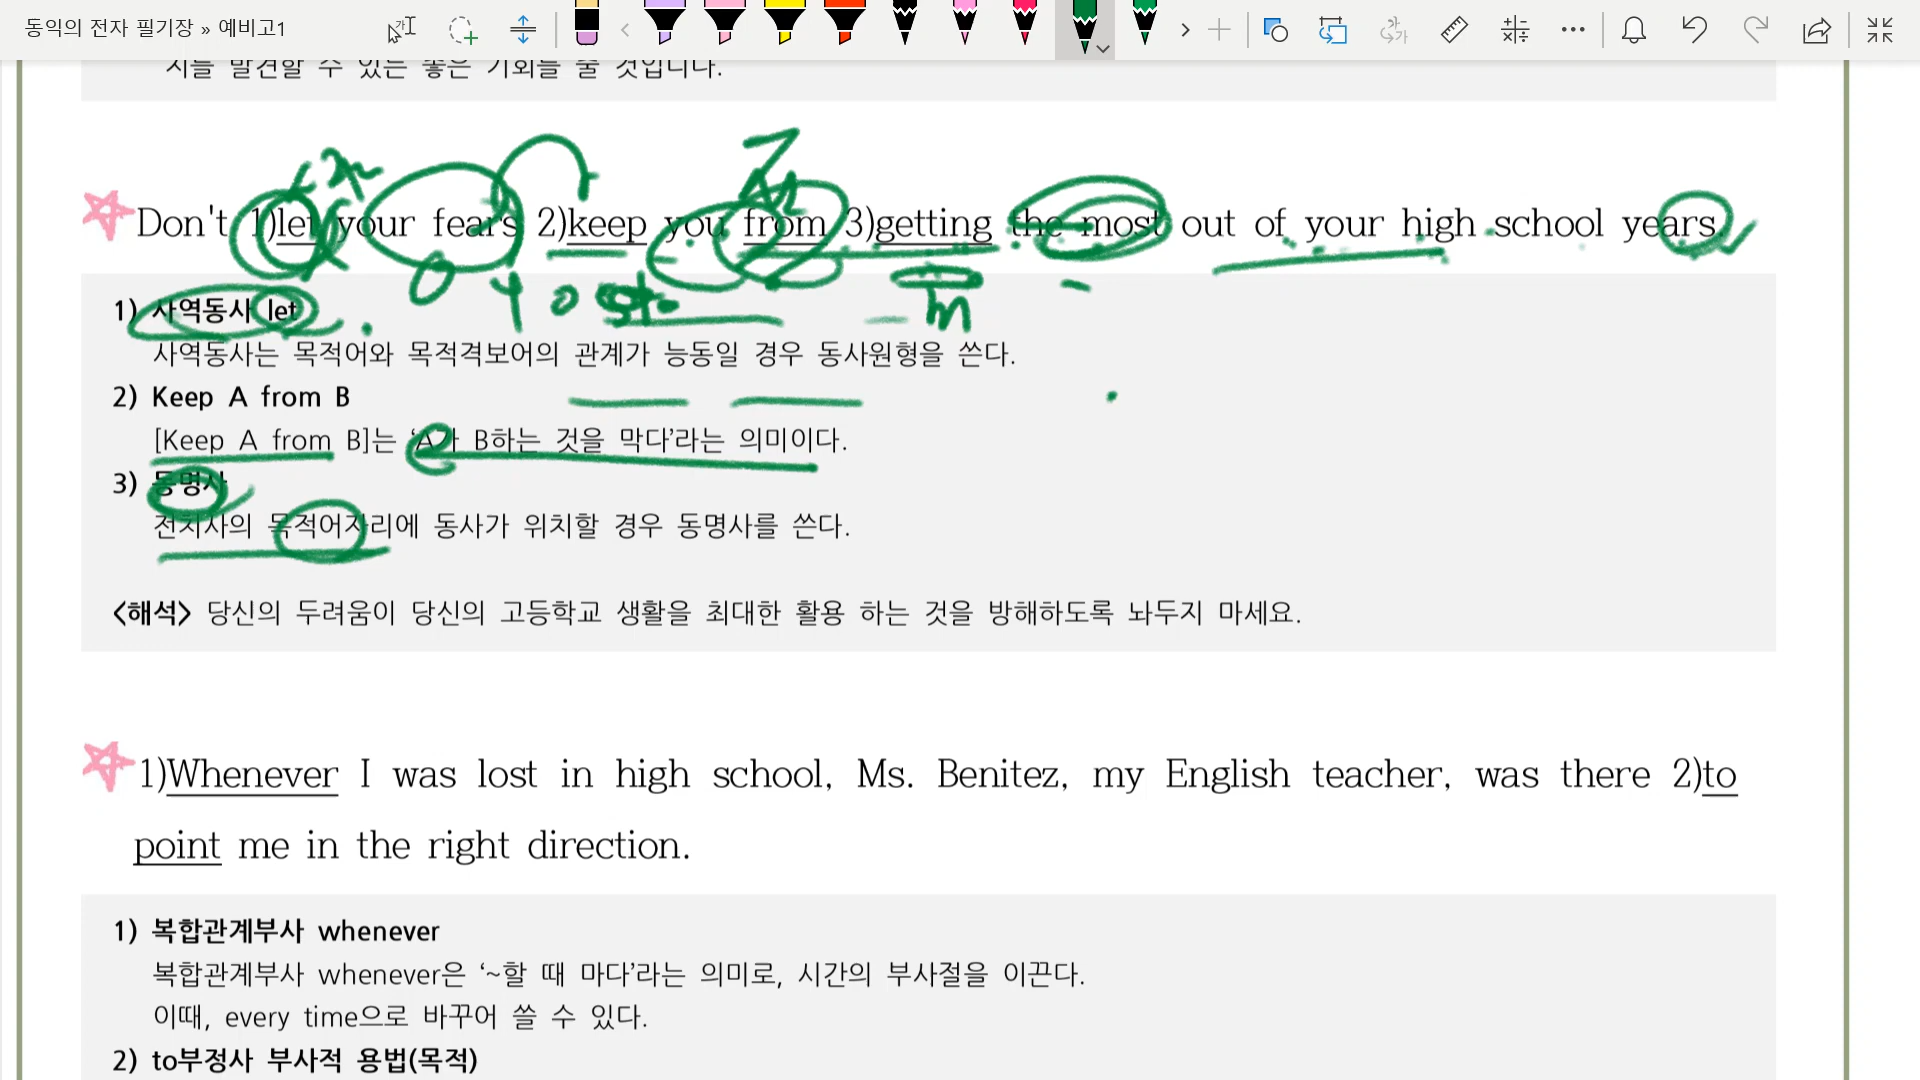 동익의 전자 필기장 » 예비고1
지를 발견할 수 있는 좋은 기회를 줄 것입니다.
Don't 1)let your fears 2)keep you from 3)getting the most out of your high school years.
1) 사역동사 let
사역동사는 목적어와 목적격보어의 관계가 능동일 경우 동사원형을 쓴다.
2) Keep A from B
[Keep A from B]는 ‘A가 B하는 것을 막다’라는 의미이다.
3) 동명사
전치사의 목적어자리에 동사가 위치할 경우 동명사를 쓴다.
<해석> 당신의 두려움이 당신의 고등학교 생활을 최대한 활용 하는 것을 방해하도록 놔두지 마세요.
1)Whenever I was lost in high school, Ms. Benitez, my English teacher, was there 2)to
point me in the right direction.
1) 복합관계부사 whenever
복합관계부사 whenever은 ‘~할 때 마다’라는 의미로, 시간의 부사절을 이끈다.
이때, every time으로 바꾸어 쓸 수 있다.
2) to부정사 부사적 용법(목적)